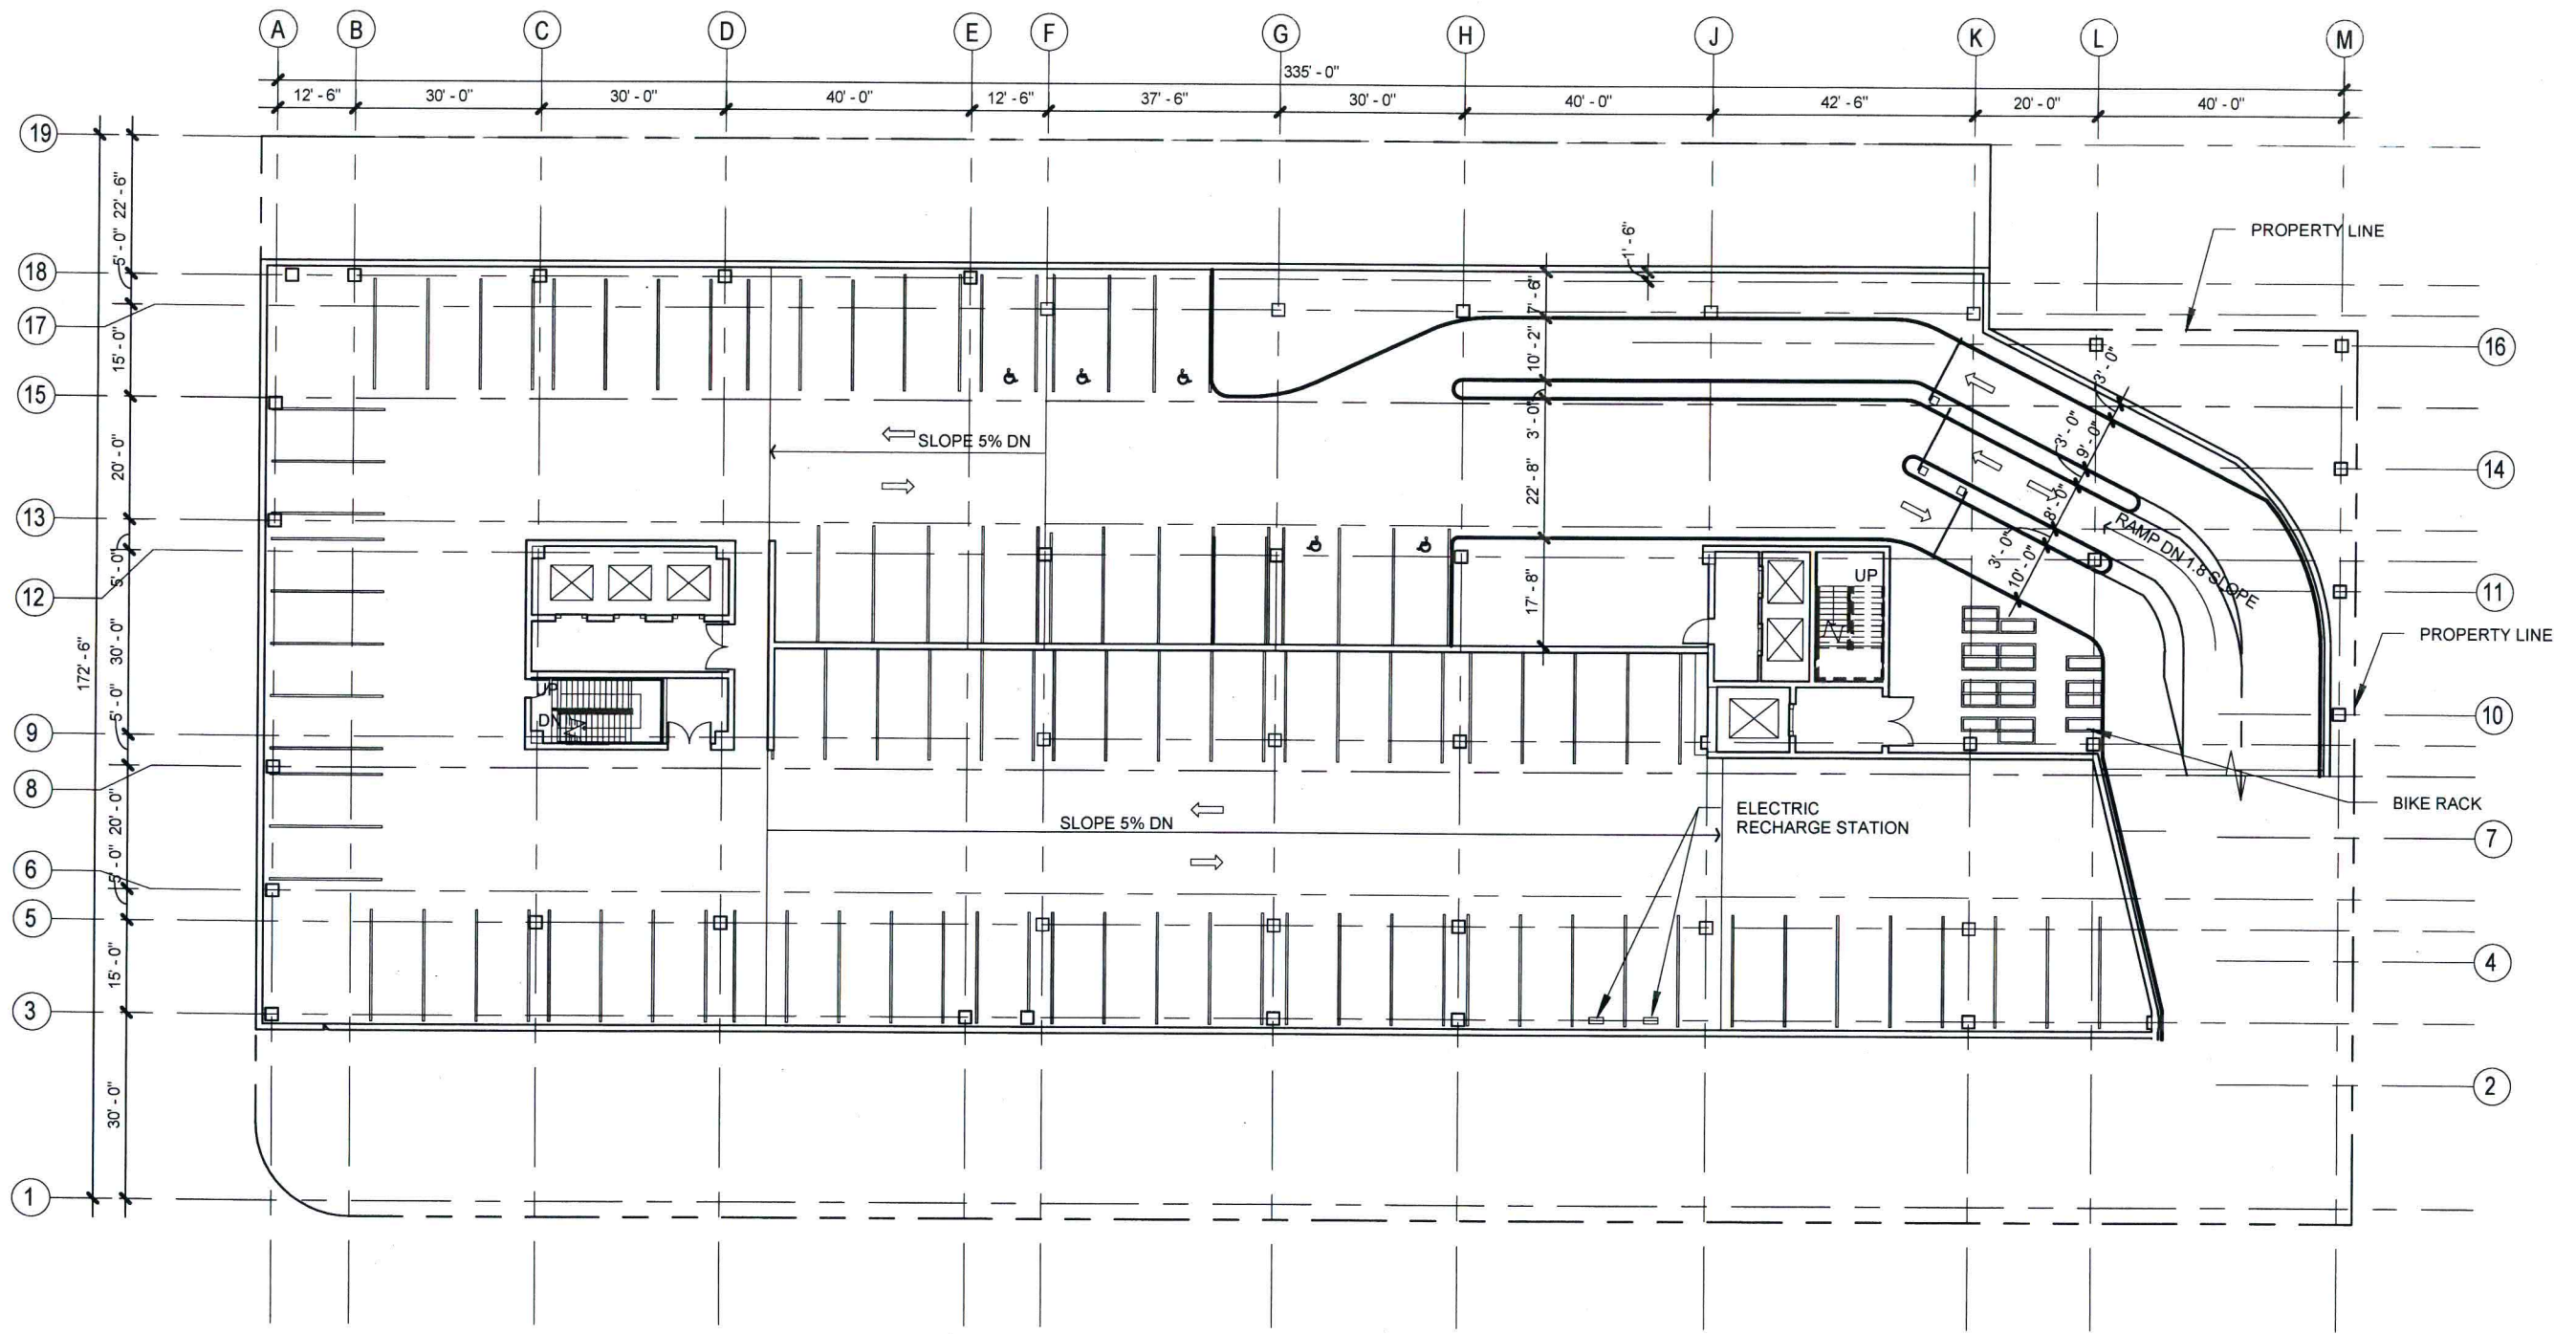 A B C D E F G H J K L M
335' - 0"
12' - 6" 30' - 0" 30' - 0" 40' - 0" 12' - 6" 37' - 6" 30' - 0" 40' - 0" 42' - 6" 20' - 0" 40' - 0"
19
22' - 6"
5' - 0"
1' - 6"
PROPERTY LINE
18
7' - 6"
17
15' - 0"
10' - 2"
16
3' - 0"
15
3' - 0"
3' - 0"
9' - 0"
SLOPE 5% DN
20' - 0"
14
22' - 8"
8' - 0"
13
RAMP DN 1.8 SLOPE
5' - 0"
3' - 0"
10' - 0"
12
17' - 8"
UP
11
172' - 6"
30' - 0"
PROPERTY LINE
UP
DN
5' - 0"
9
10
8
20' - 0"
BIKE RACK
SLOPE 5% DN
ELECTRIC
RECHARGE STATION
7
6
5' - 0"
5
15' - 0"
4
3
30' - 0"
2
1